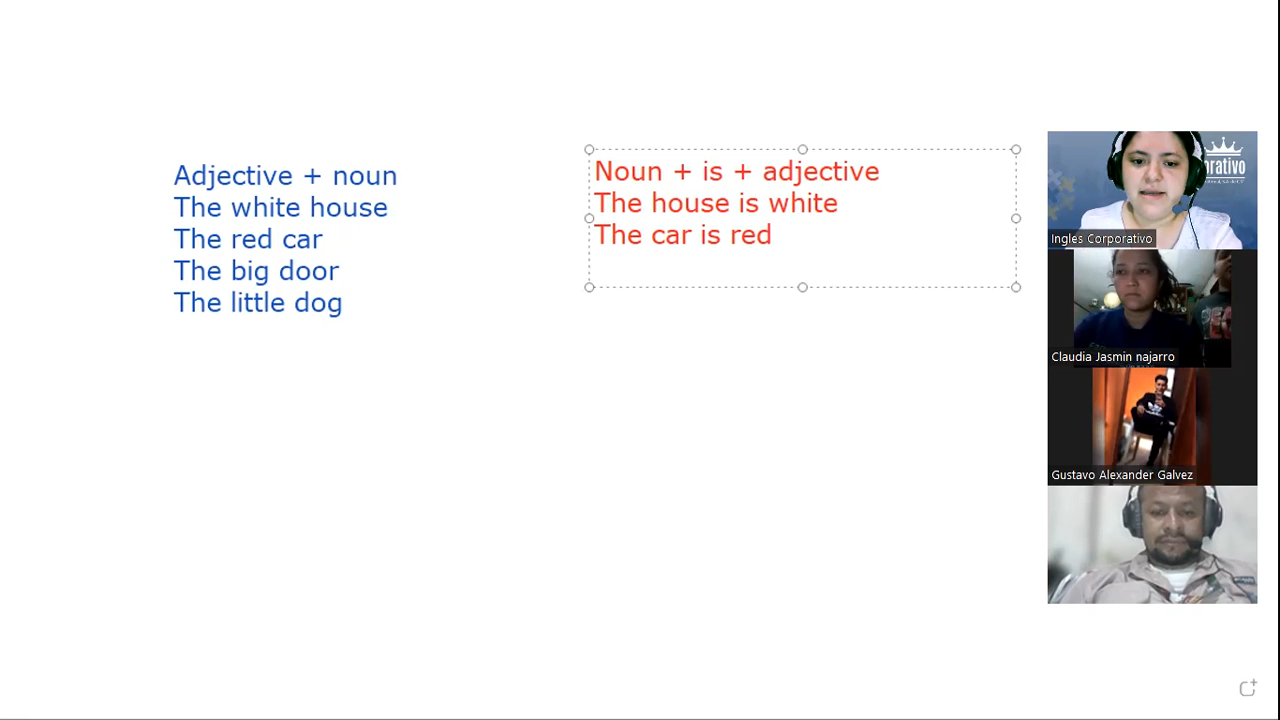 Adjective + noun
The white house
The red car
The big door
The little dog
Noun + is + adjective
The house is white
The car is red
porativo
Ingles Corporativo
Claudia Jasmin najarro
Gustavo Alexander Galvez